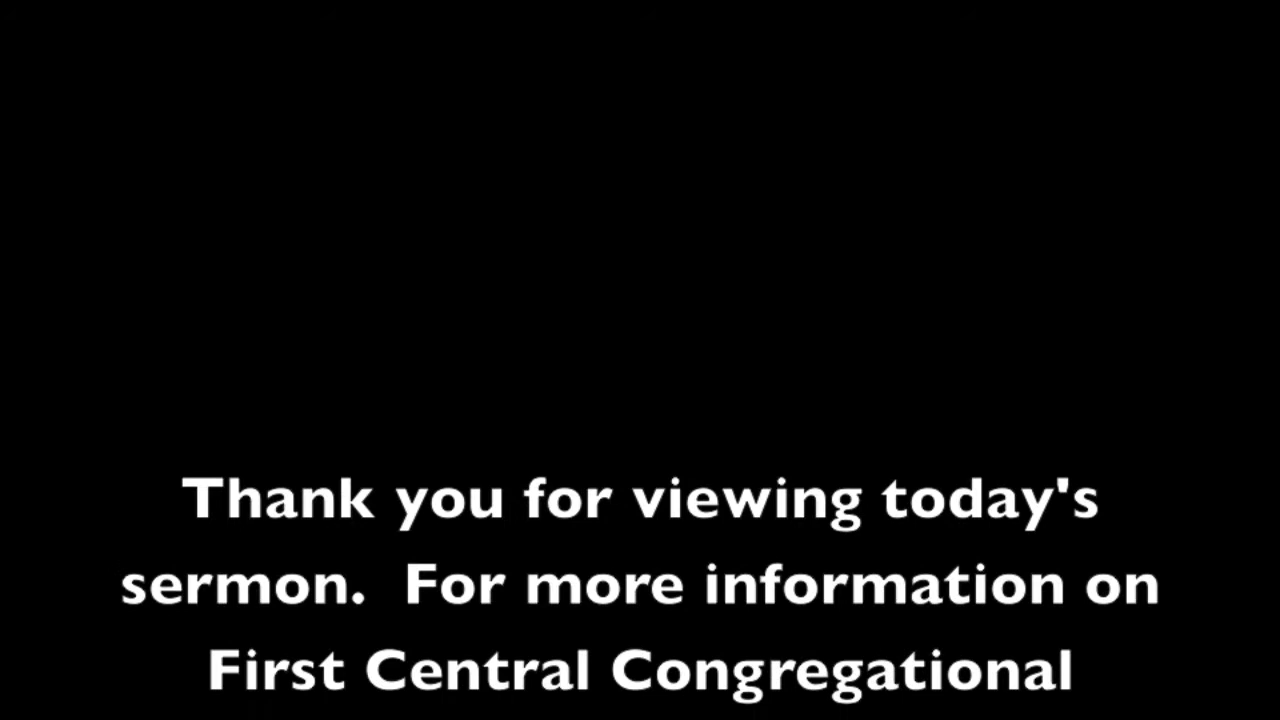 Thank you for viewing today's
sermon.  For more information on
First Central Congregational